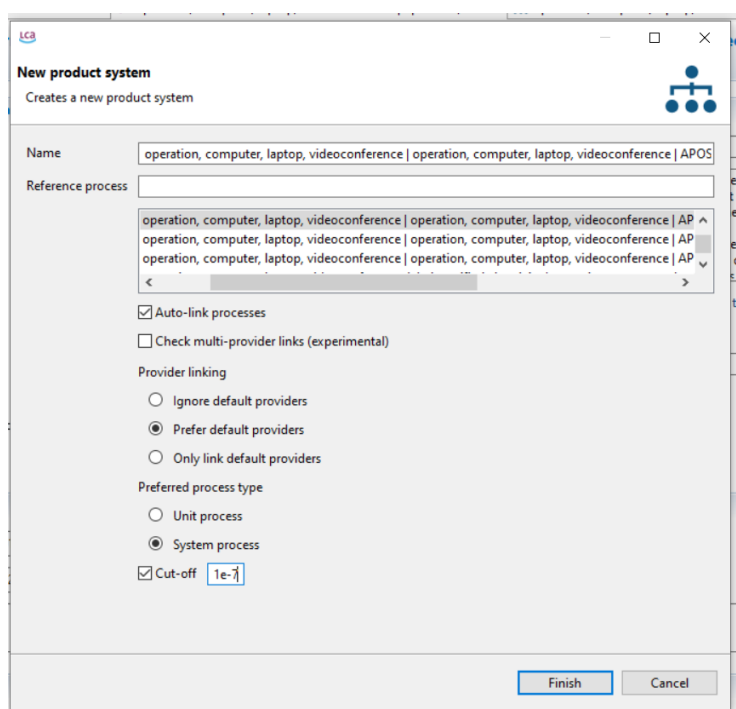 LCA
New product system
Creates a new product system
Name operation, computer, laptop, videoconference | operation, computer, laptop, videoconference | APOS
Reference process
operation, computer, laptop, videoconference | operation, computer, laptop, videoconference | AP
operation, computer, laptop, videoconference | operation, computer, laptop, videoconference | AP
operation, computer, laptop, videoconference | operation, computer, laptop, videoconference | AP
Auto-link processes
Check multi-provider links (experimental)
Provider linking
Ignore default providers
Prefer default providers
Only link default providers
Preferred process type
Unit process
System process
Cut-off 1e-7
Finish Cancel